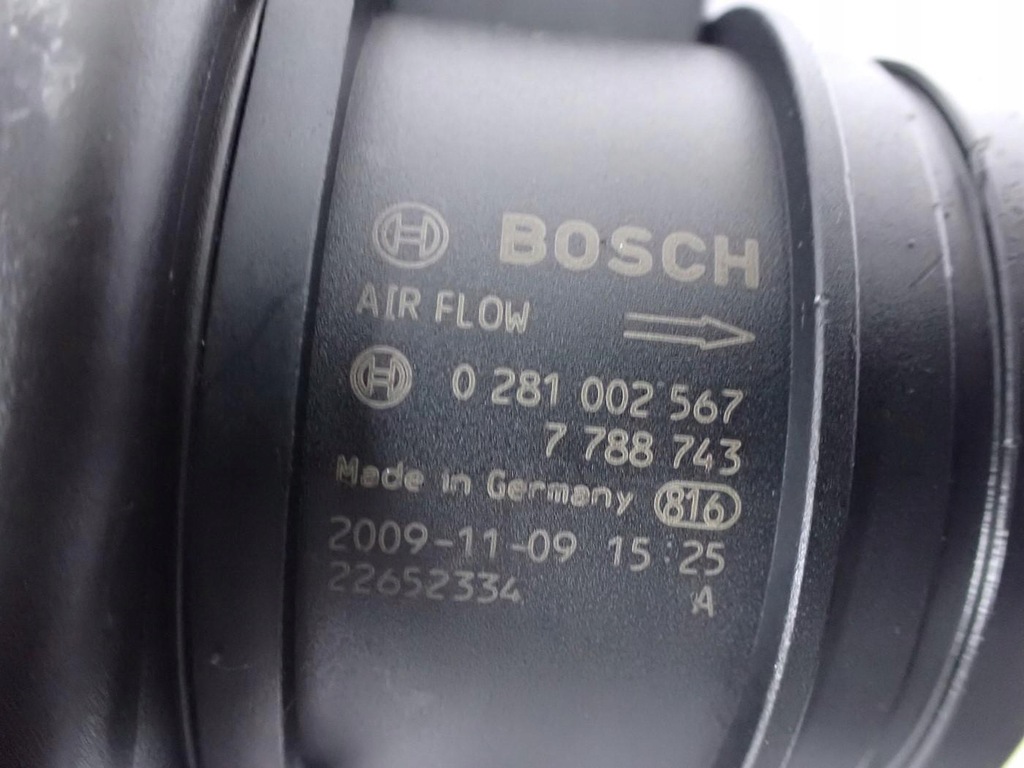 BOSCH
AIR FLOW
0 281 002 567
7 788 743
Made in Germany 816
2009-11-09 15:25
22652334 A